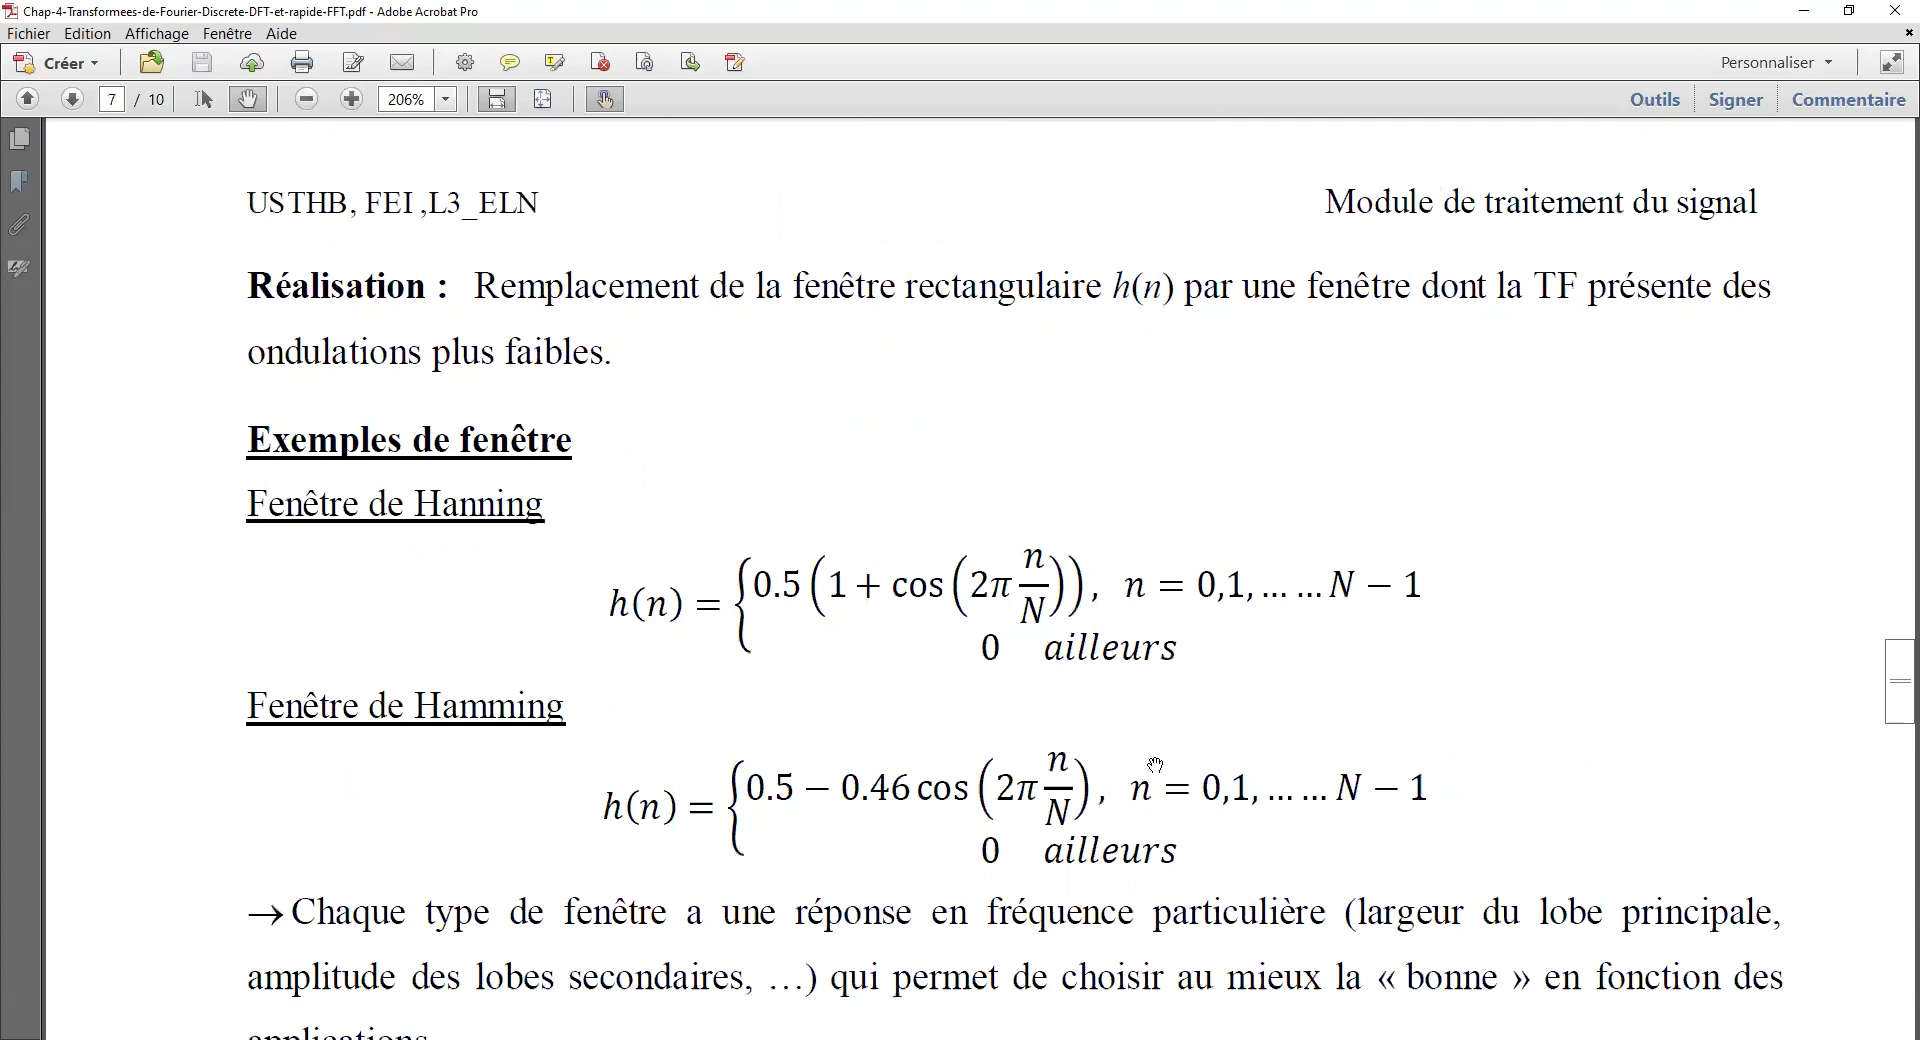 Chap-4-Transformees-de-Fourier-Discrete-DFT-et-rapide-FFT.pdf - Adobe Acrobat Pro
Fichier Edition Affichage Fenêtre Aide
Créer Personnaliser
7 / 10 206% Outils Signer Commentaire
USTHB, FEI ,L3_ELN Module de traitement du signal
Réalisation : Remplacement de la fenêtre rectangulaire h(n) par une fenêtre dont la TF présente des
ondulations plus faibles.
Exemples de fenêtre
Fenêtre de Hanning
h(n) = { 0.5 (1 + cos (2π n/N)), n = 0,1, … … N − 1
0 ailleurs
Fenêtre de Hamming
h(n) = { 0.5 − 0.46 cos (2π n/N), n = 0,1, … … N − 1
0 ailleurs
→ Chaque type de fenêtre a une réponse en fréquence particulière (largeur du lobe principale,
amplitude des lobes secondaires, …) qui permet de choisir au mieux la « bonne » en fonction des
applications.